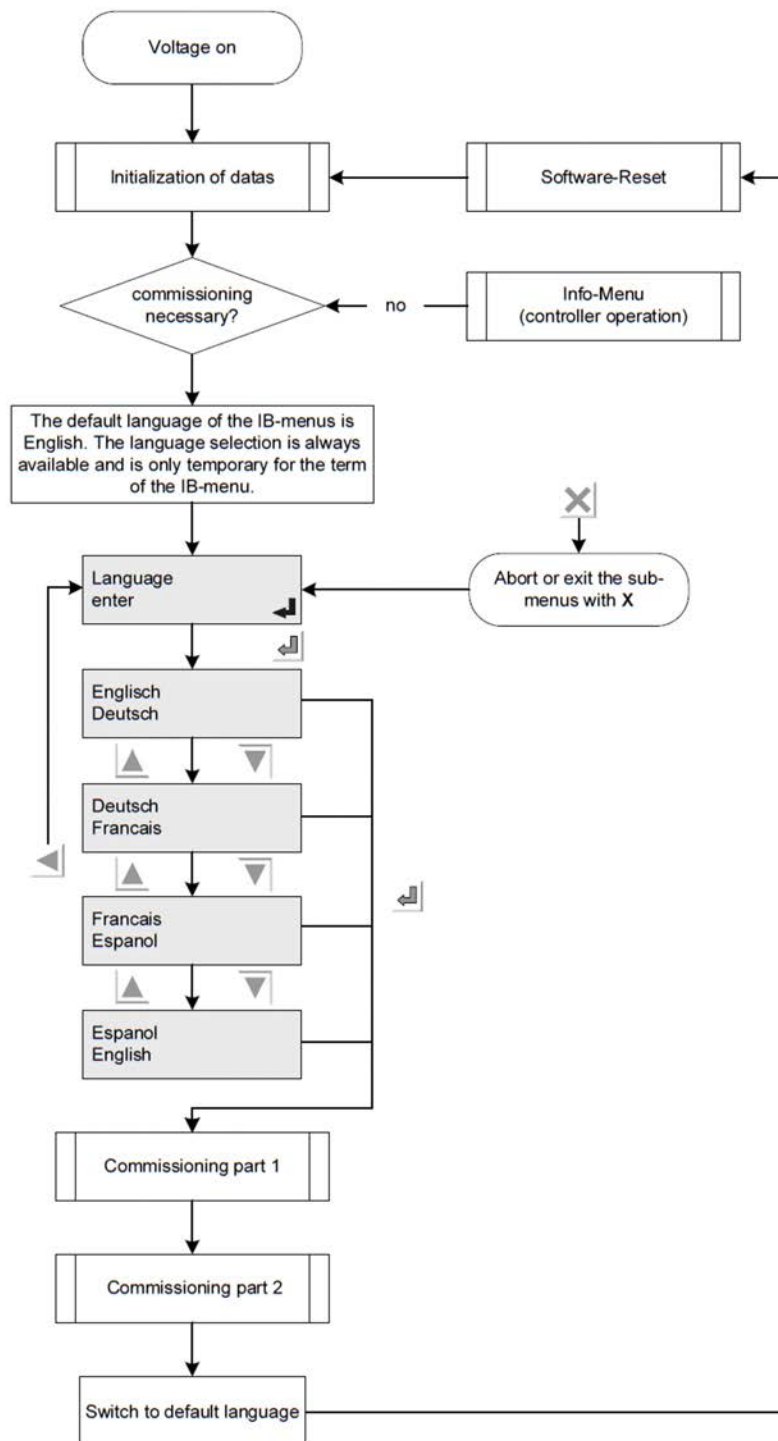 Voltage on
Initialization of datas
Software-Reset
commissioning
necessary?
no
Info-Menu
(controller operation)
The default language of the IB-menus is
English. The language selection is always
available and is only temporary for the term
of the IB-menu.
Language
enter
Abort or exit the sub-
menus with X
Englisch
Deutsch
Deutsch
Francais
Francais
Espanol
Espanol
English
Commissioning part 1
Commissioning part 2
Switch to default language